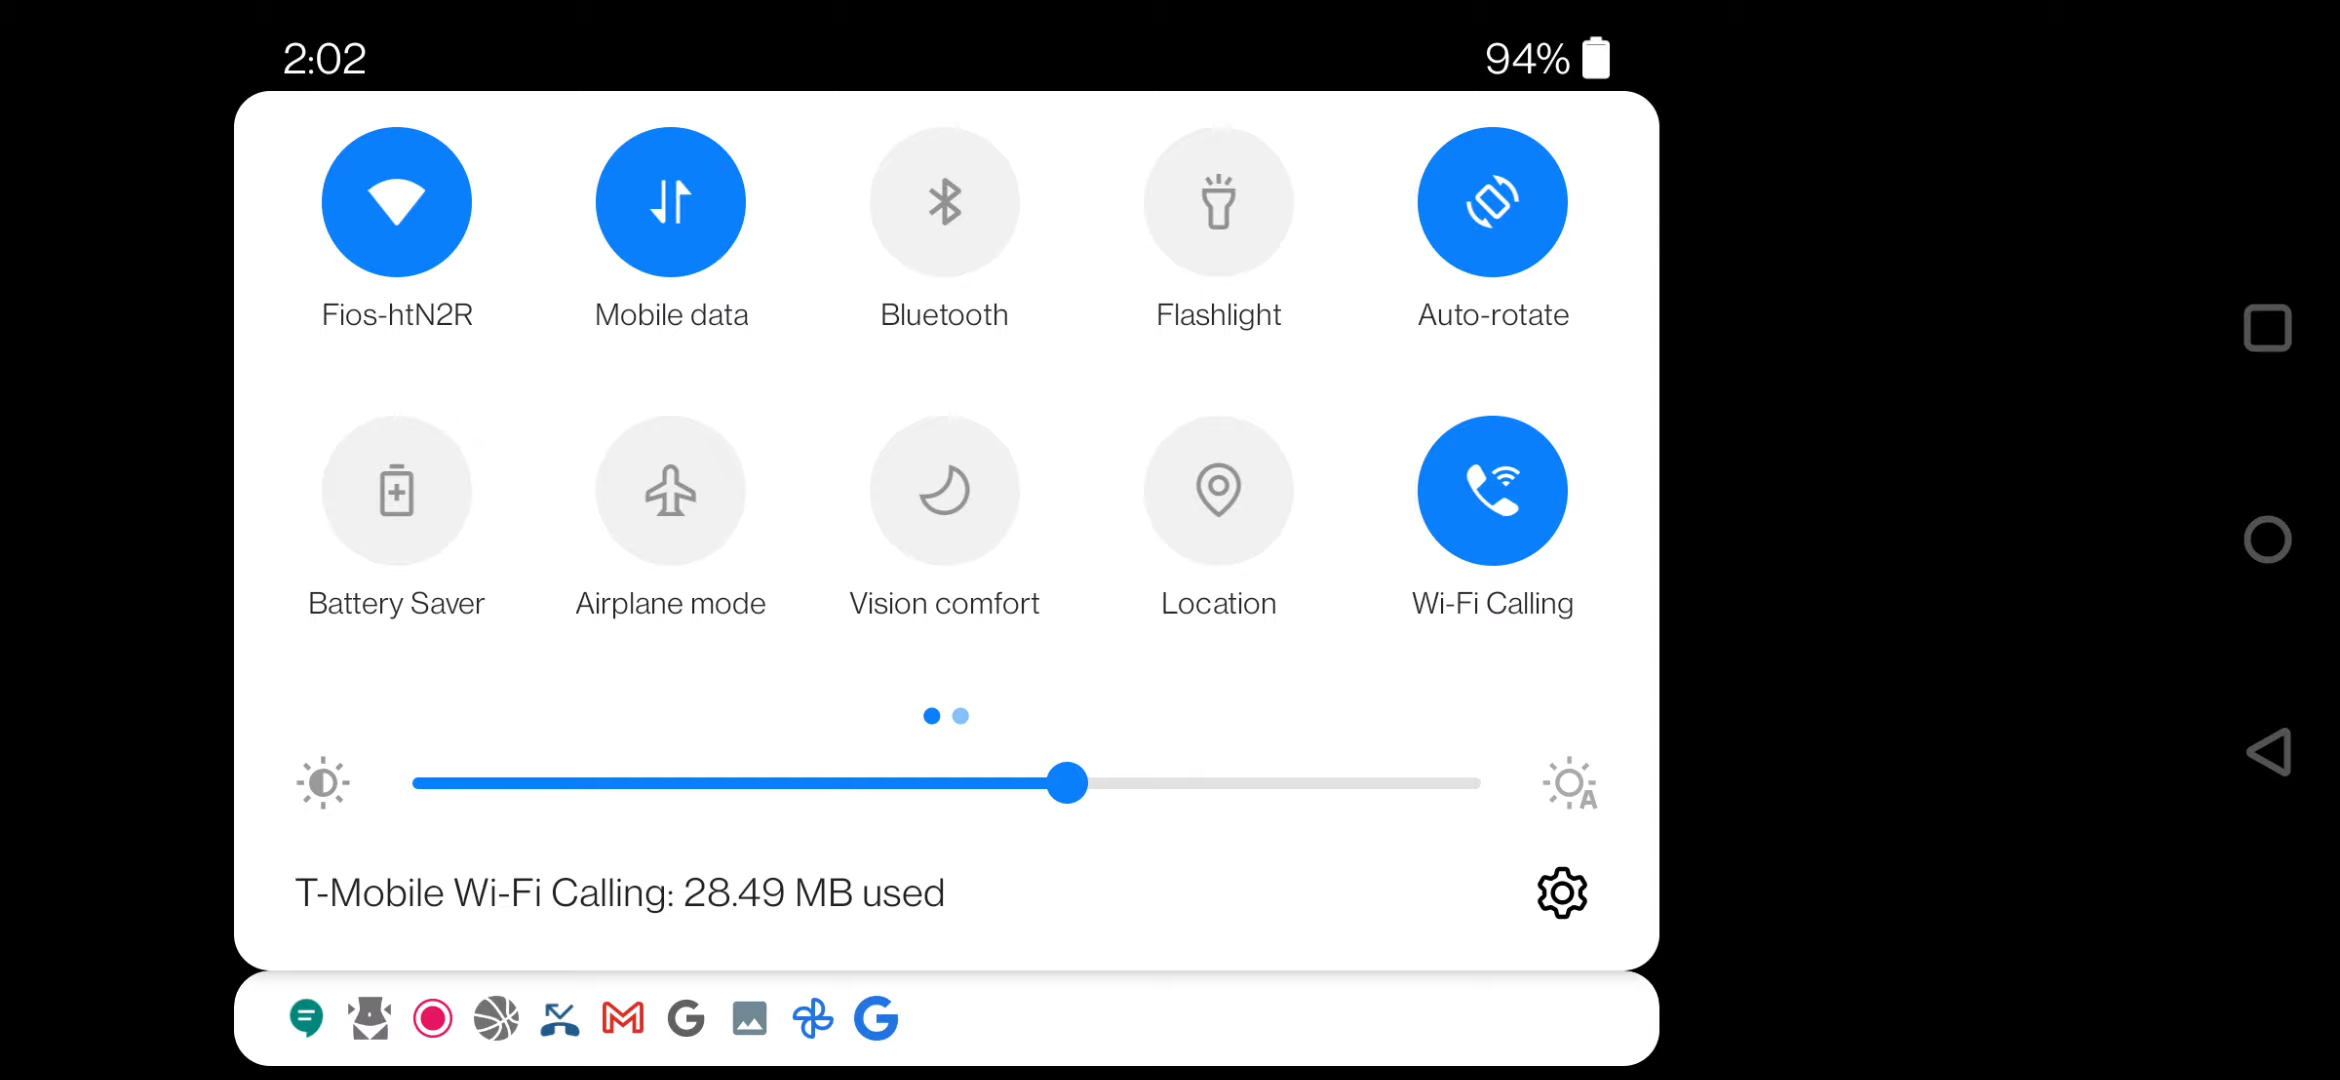 2:02 94%
Fios-htN2R Mobile data Bluetooth Flashlight Auto-rotate
Battery Saver Airplane mode Vision comfort Location Wi-Fi Calling
T-Mobile Wi-Fi Calling: 28.49 MB used